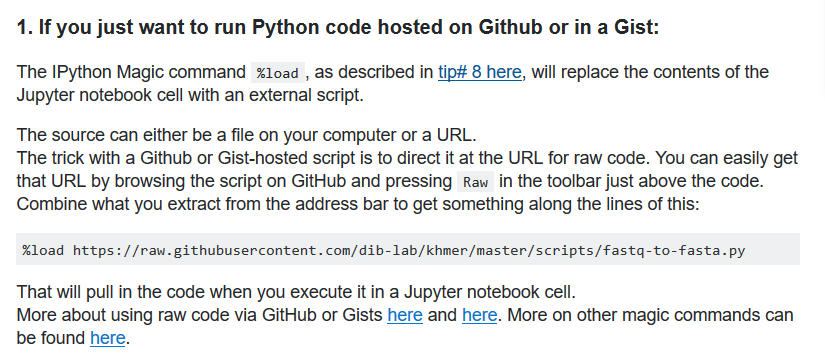 1. If you just want to run Python code hosted on Github or in a Gist:
The IPython Magic command %load , as described in tip# 8 here, will replace the contents of the
Jupyter notebook cell with an external script.
The source can either be a file on your computer or a URL.
The trick with a Github or Gist-hosted script is to direct it at the URL for raw code. You can easily get
that URL by browsing the script on GitHub and pressing Raw in the toolbar just above the code.
Combine what you extract from the address bar to get something along the lines of this:
%load https://raw.githubusercontent.com/dib-lab/khmer/master/scripts/fastq-to-fasta.py
That will pull in the code when you execute it in a Jupyter notebook cell.
More about using raw code via GitHub or Gists here and here. More on other magic commands can
be found here.